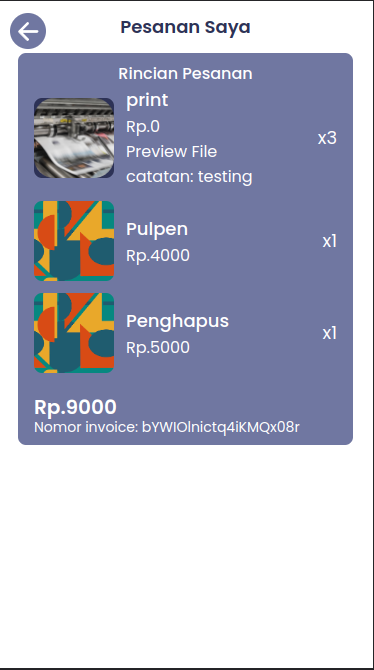 Pesanan Saya
Rincian Pesanan
print
Rp.0
Preview File
catatan: testing
x3
Pulpen
Rp.4000
x1
Penghapus
Rp.5000
x1
Rp.9000
Nomor invoice: bYWIOlnictq4iKMQx08r